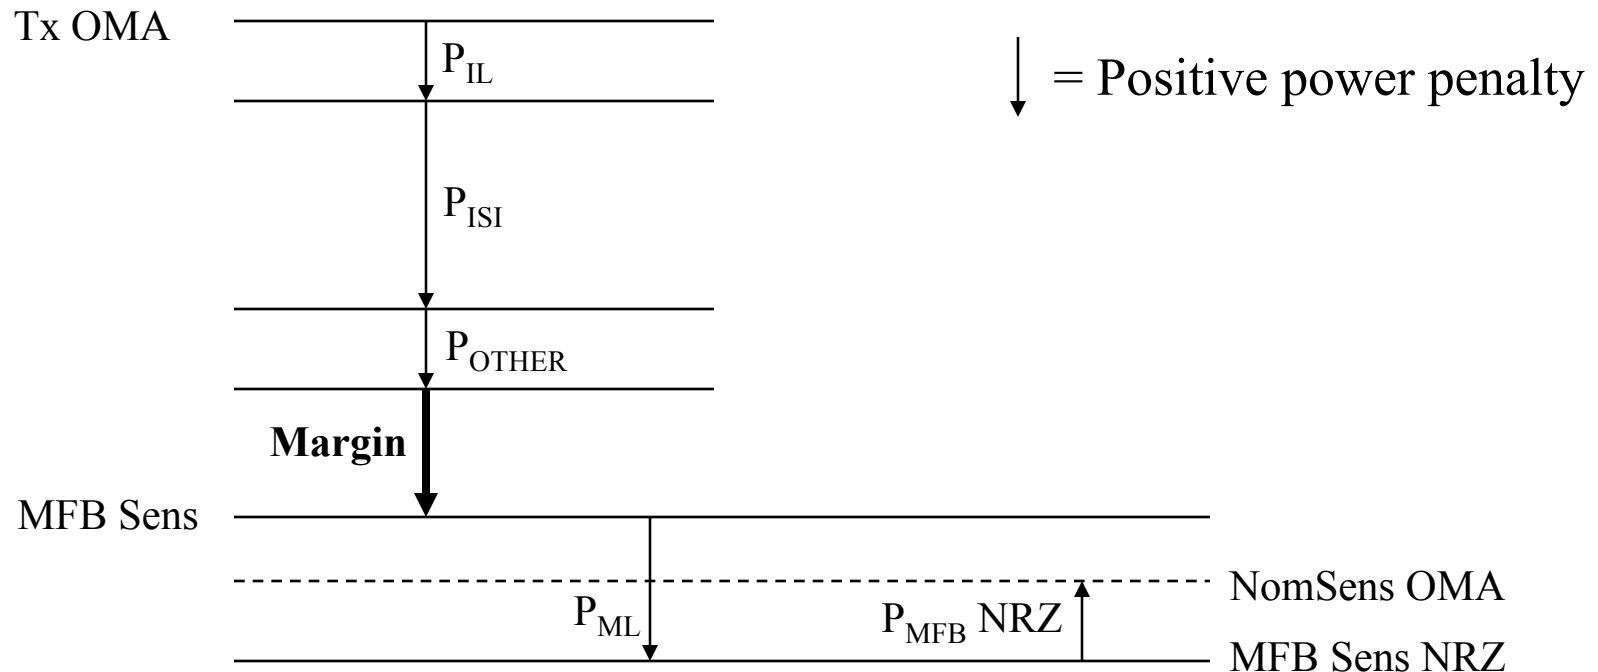 Tx OMA
P_IL
= Positive power penalty
P_ISI
P_OTHER
Margin
MFB Sens
NomSens OMA
P_ML
P_MFB NRZ
MFB Sens NRZ